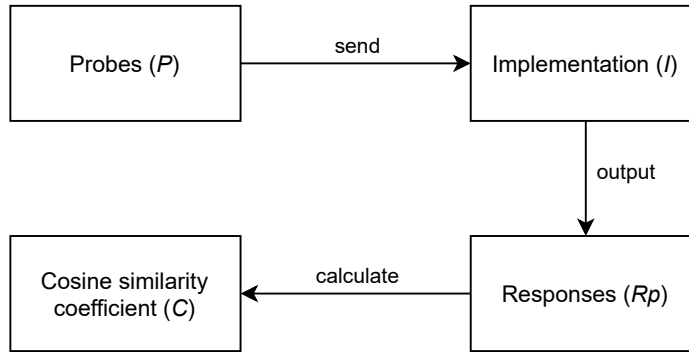 Probes (P)
send
Implementation (I)
output
Cosine similarity
coefficient (C)
calculate
Responses (Rp)